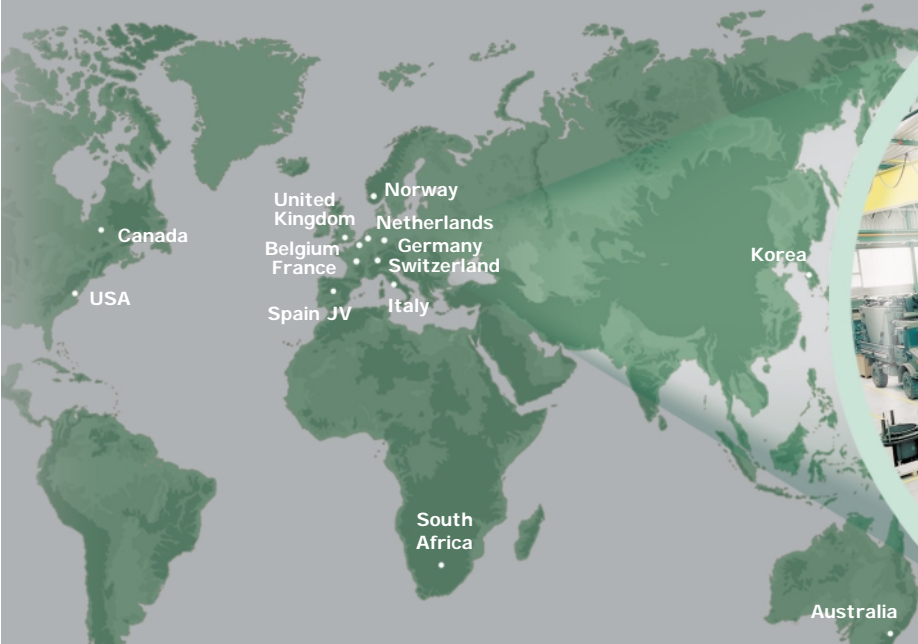 Norway
United
Kingdom
Netherlands
Canada
Belgium
Germany
France
Switzerland
Korea
USA
Spain JV
Italy
South
Africa
Australia